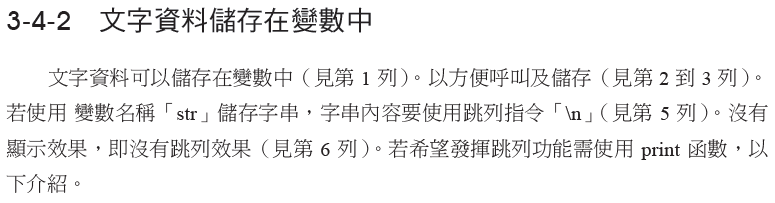 3-4-2 文字資料儲存在變數中
文字資料可以儲存在變數中（見第 1 列）。以方便呼叫及儲存（見第 2 到 3 列）。
若使用 變數名稱「str」儲存字串，字串內容要使用跳列指令「\n」（見第 5 列）。沒有
顯示效果，即沒有跳列效果（見第 6 列）。若希望發揮跳列功能需使用 print 函數，以
下介紹。